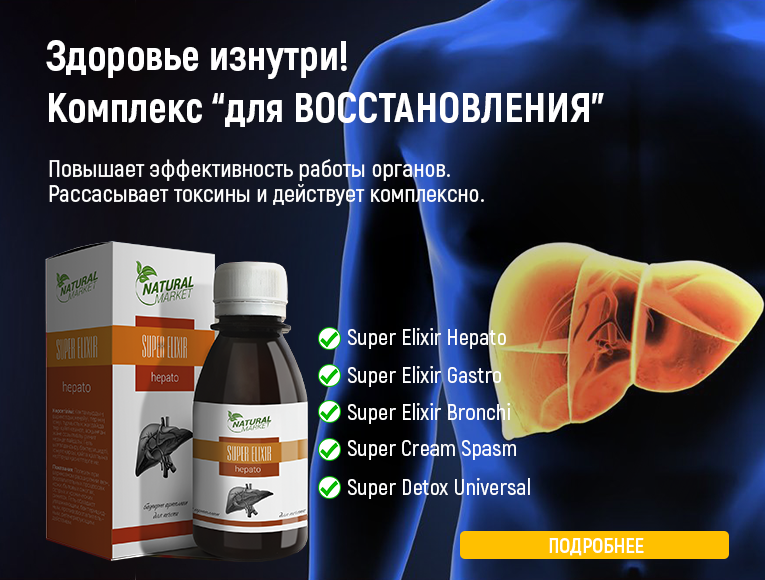 Здоровье изнутри!
Комплекс “для ВОССТАНОВЛЕНИЯ”
Повышает эффективность работы органов.
Рассасывает токсины и действует комплексно.
NATURAL
MARKET
SUPER ELIXIR
hepato
NATURAL
MARKET
SUPER ELIXIR
hepato
NATURAL
MARKET
SUPER ELIXIR
hepato
Super Elixir Hepato
Super Elixir Gastro
Super Elixir Bronchi
Super Cream Spasm
Super Detox Universal
ПОДРОБНЕЕ